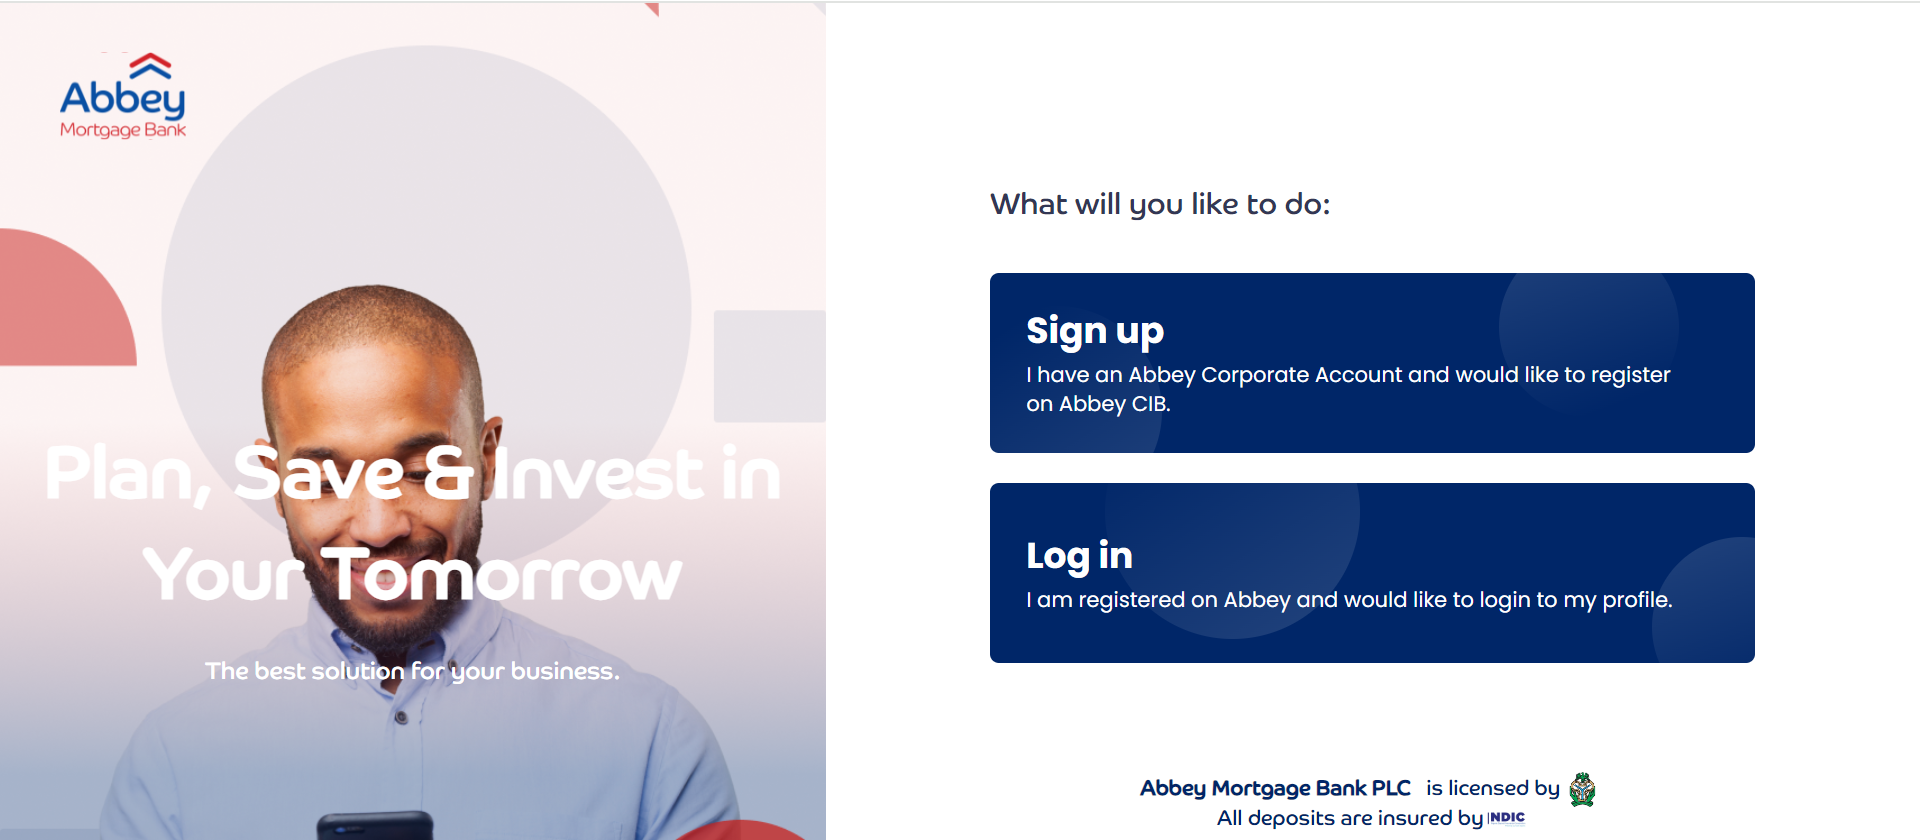 Abbey
Mortgage Bank
Plan, Save & Invest in
Your Tomorrow
The best solution for your business.
What will you like to do:
Sign up
I have an Abbey Corporate Account and would like to register
on Abbey CIB.
Log in
I am registered on Abbey and would like to login to my profile.
Abbey Mortgage Bank PLC is licensed by
All deposits are insured by NDIC